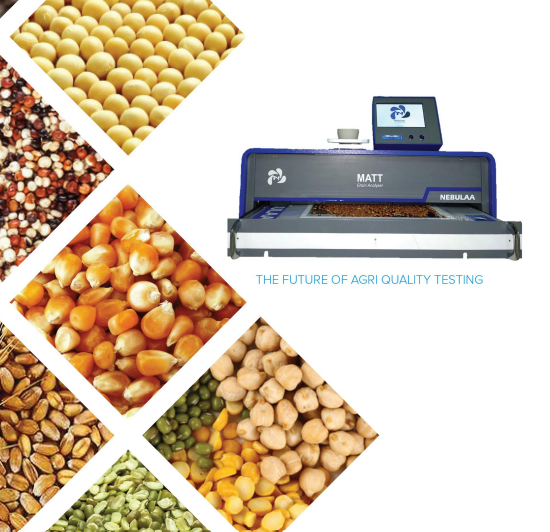 MATT
Grain Analyser
NEBULAA
THE FUTURE OF AGRI QUALITY TESTING